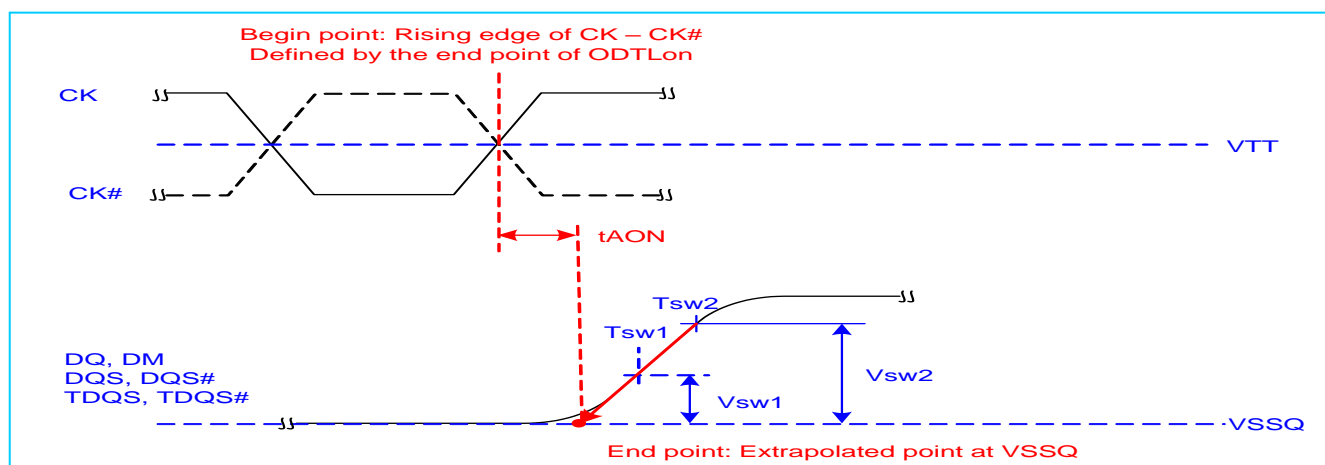 Begin point: Rising edge of CK – CK#
Defined by the end point of ODTLon
CK
VTT
CK#
tAON
Tsw2
Tsw1
DQ, DM
DQS, DQS#
TDQS, TDQS#
Vsw2
Vsw1
VSSQ
End point: Extrapolated point at VSSQ